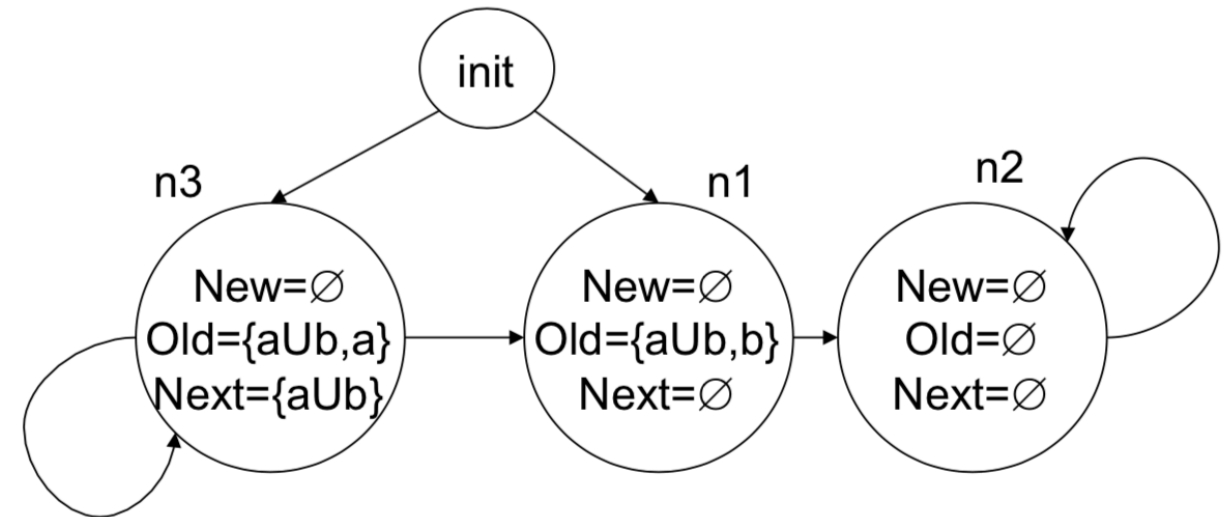 init
n3
n1
n2
New=∅
Old={aUb,a}
Next={aUb}
New=∅
Old={aUb,b}
Next=∅
New=∅
Old=∅
Next=∅